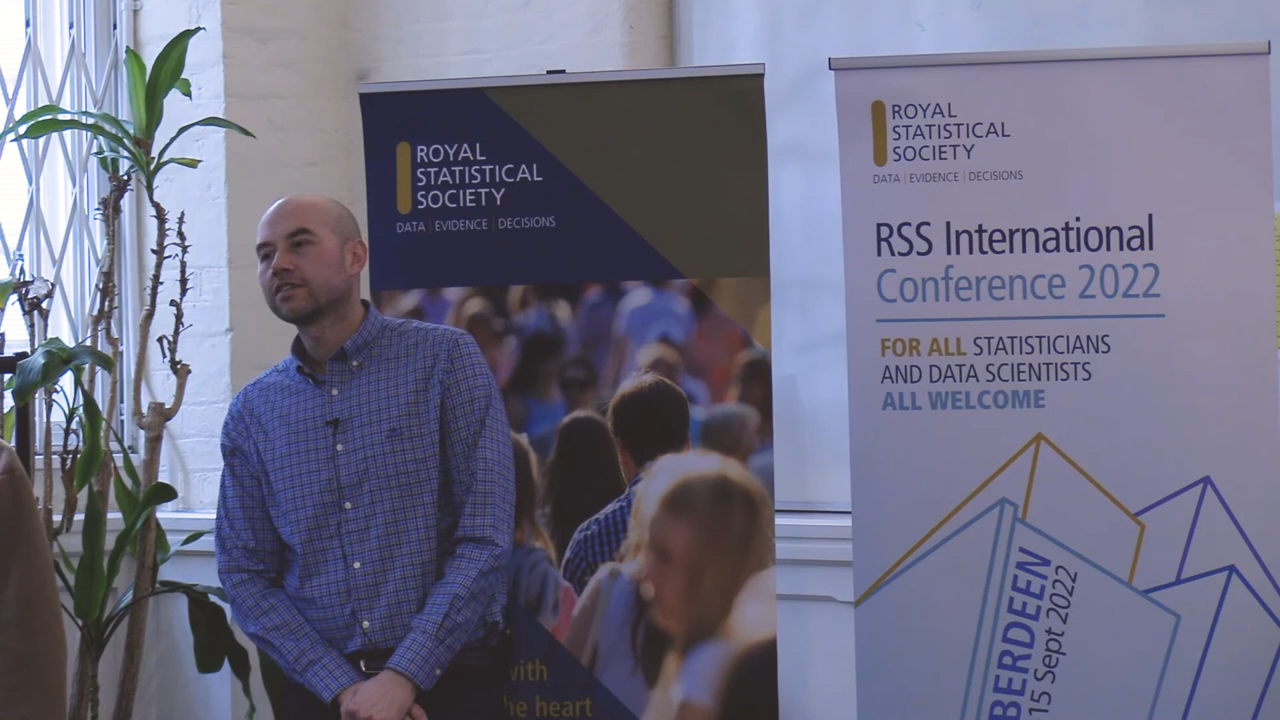 ROYAL
STATISTICAL
SOCIETY
DATA | EVIDENCE | DECISIONS
with
heart
ROYAL
STATISTICAL
SOCIETY
DATA | EVIDENCE | DECISIONS
RSS International
Conference 2022
FOR ALL STATISTICIANS
AND DATA SCIENTISTS
ALL WELCOME
BERDEEN
15 Sept 2022